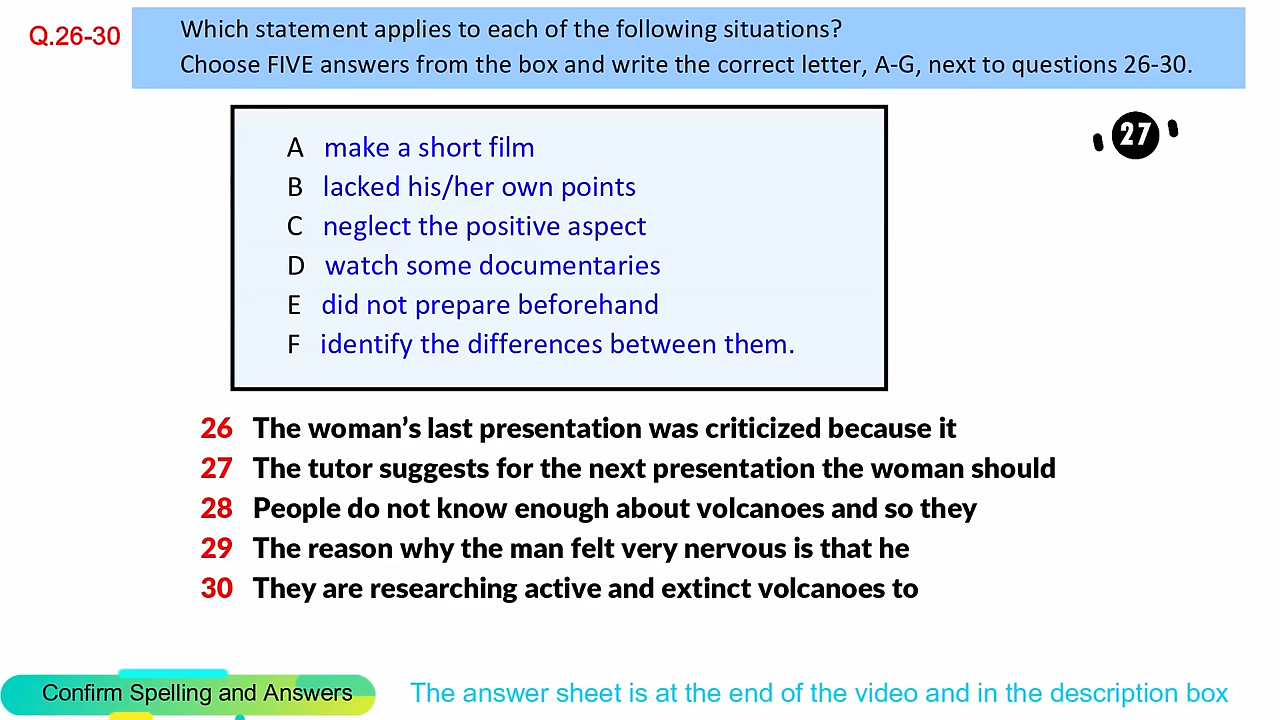 Q.26-30
Which statement applies to each of the following situations?
Choose FIVE answers from the box and write the correct letter, A-G, next to questions 26-30.
27
A make a short film
B lacked his/her own points
C neglect the positive aspect
D watch some documentaries
E did not prepare beforehand
F identify the differences between them.
26 The woman’s last presentation was criticized because it
27 The tutor suggests for the next presentation the woman should
28 People do not know enough about volcanoes and so they
29 The reason why the man felt very nervous is that he
30 They are researching active and extinct volcanoes to
Confirm Spelling and Answers
The answer sheet is at the end of the video and in the description box